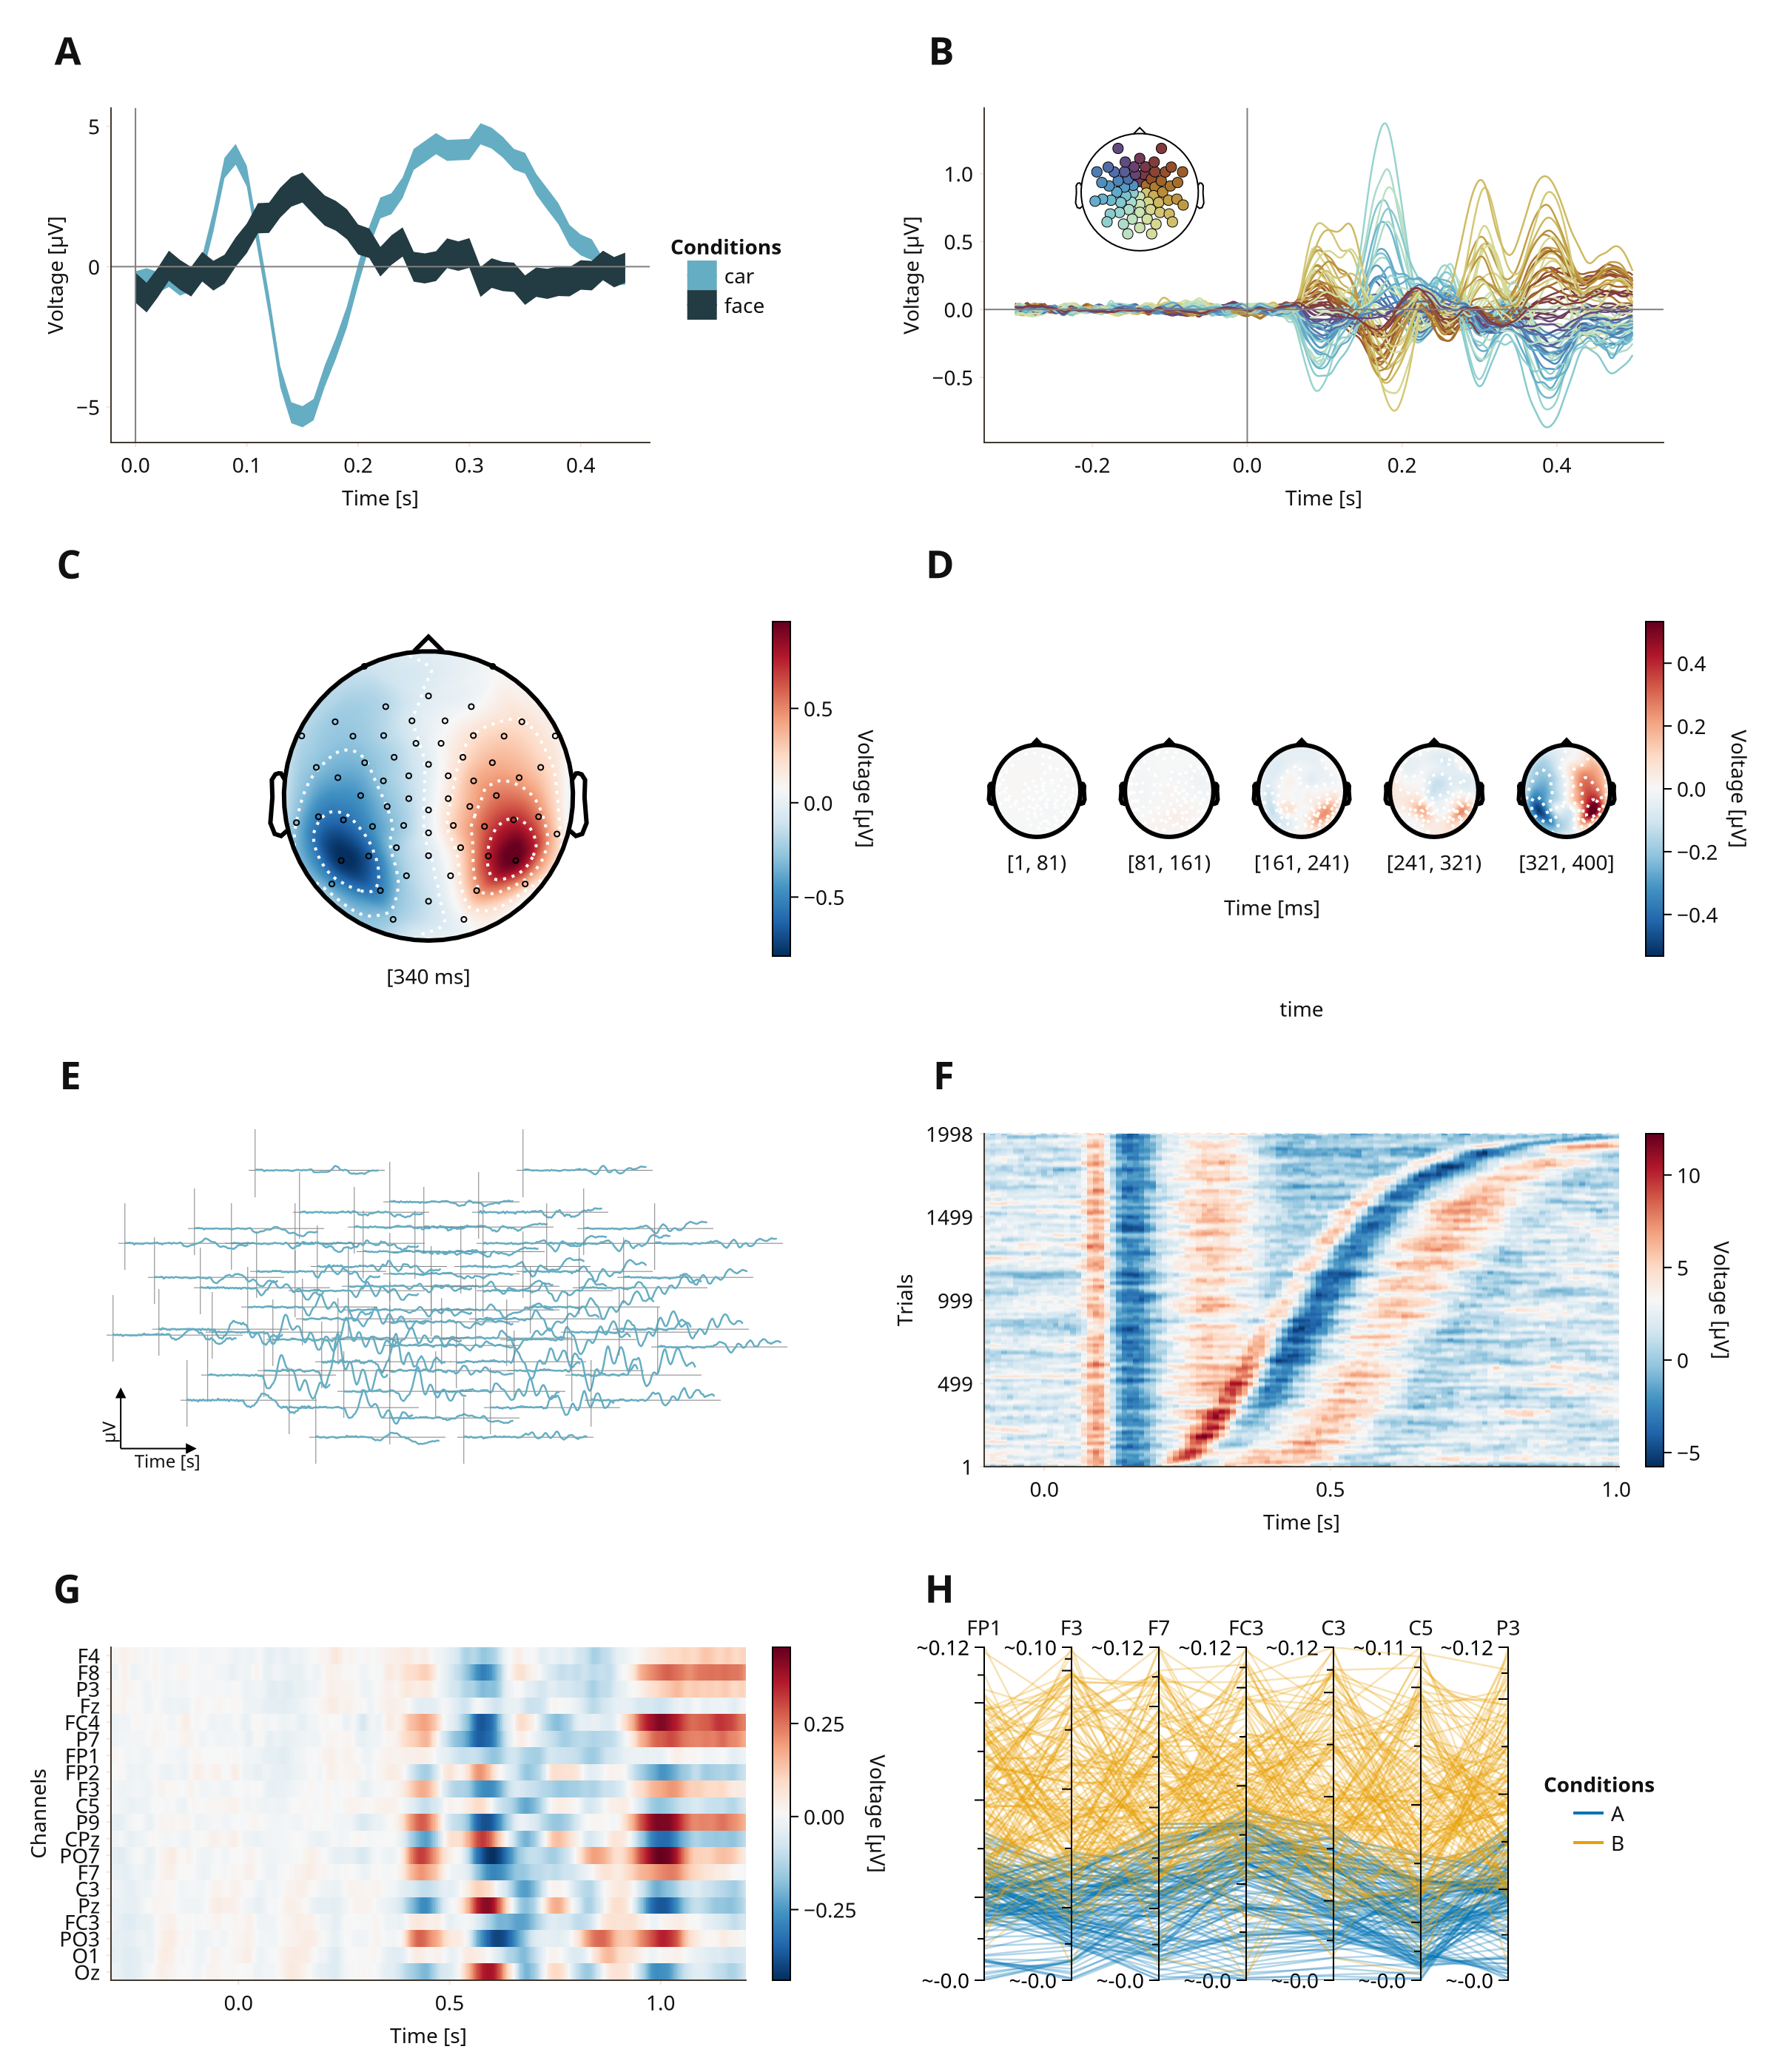 A
5
0
−5
Voltage [µV]
0.0 0.1 0.2 0.3 0.4
Time [s]
Conditions
car
face
B
1.0
0.5
0.0
−0.5
Voltage [µV]
-0.2 0.0 0.2 0.4
Time [s]
C
[340 ms]
0.5
0.0
−0.5
Voltage [µV]
D
[1, 81) [81, 161) [161, 241) [241, 321) [321, 400]
Time [ms]
time
0.4
0.2
0.0
−0.2
−0.4
Voltage [µV]
E
µV
Time [s]
F
1998
1499
999
499
1
Trials
0.0 0.5 1.0
Time [s]
10
5
0
−5
Voltage [µV]
G
F4
F8
P3
Fz
FC4
P7
FP1
FP2
F3
C5
P9
CPz
PO7
F7
C3
Pz
FC3
PO3
O1
Oz
Channels
0.0 0.5 1.0
Time [s]
0.25
0.00
−0.25
Voltage [µV]
H
FP1 F3 F7 FC3 C3 C5 P3
~0.12 ~0.10 ~0.12 ~0.12 ~0.12 ~0.11 ~0.12
~-0.0 ~-0.0 ~-0.0 ~-0.0 ~-0.0 ~-0.0 ~-0.0
Conditions
A
B